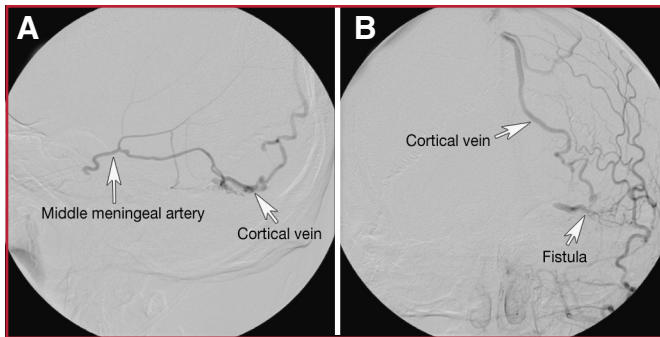 A
Middle meningeal artery
Cortical vein
B
Cortical vein
Fistula